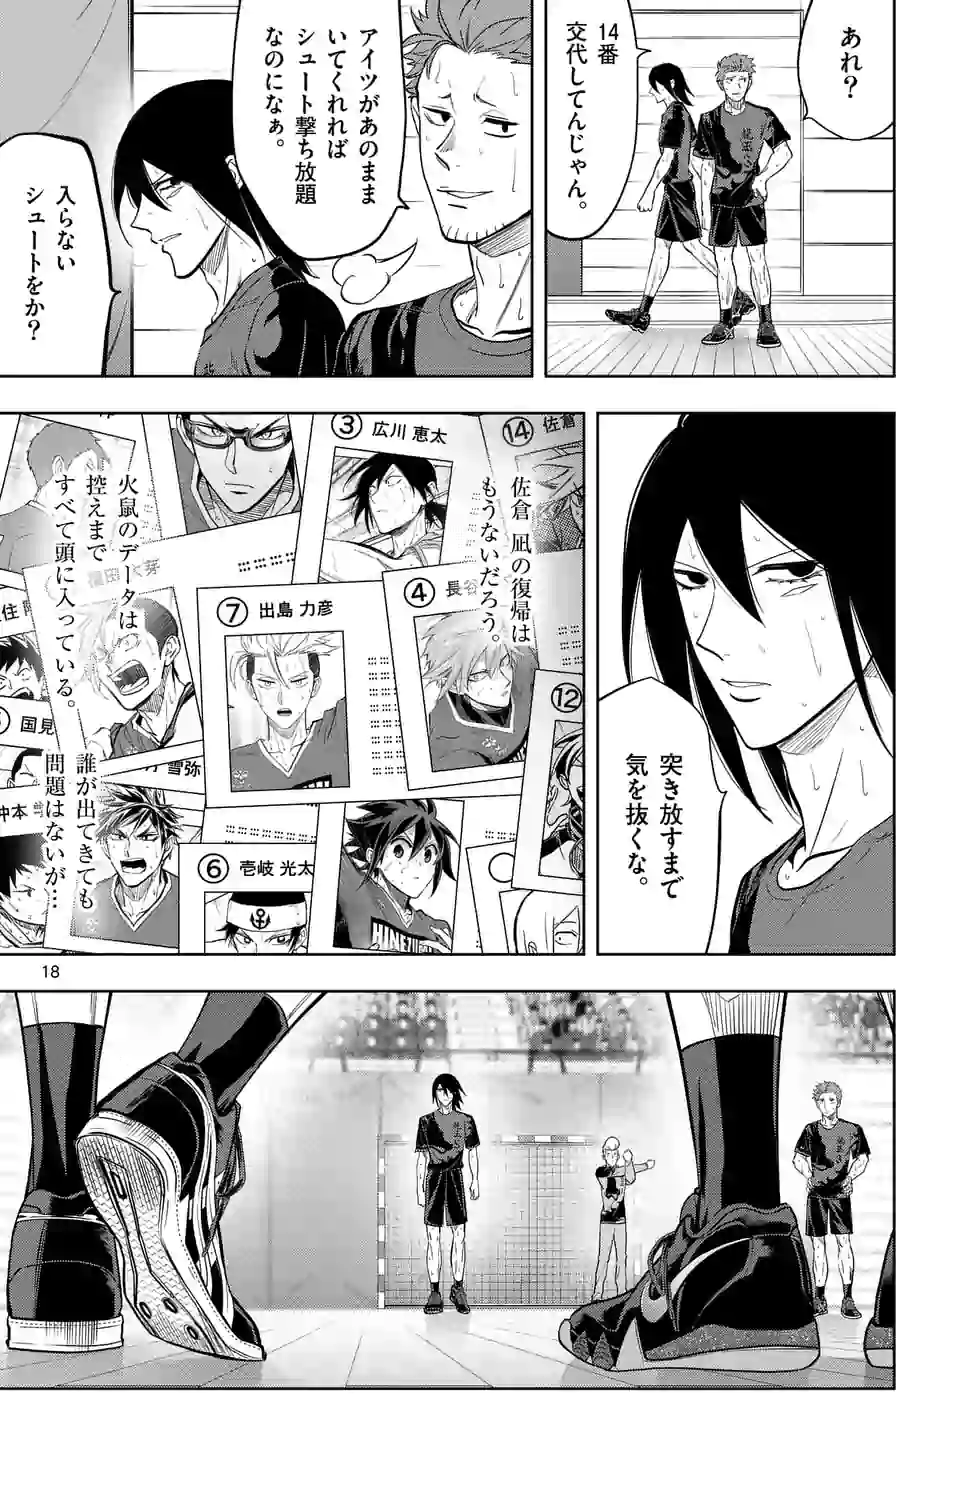 あれ？
14番
交代してんじゃん。
アイツがあのまま
いてくれれば
シュート撃ち放題
なのになぁ。
入らない
シュートをか？
突き放すまで
気を抜くな。
佐倉　凪の復帰は
もうないだろう。
火鼠のデータは
控えまで
すべて頭に入っている。
誰が出てきても
問題はないが…
③ 広川 恵太
⑭ 佐倉
④ 長谷
⑦ 出島 力彦
⑫
国見
雪弥
仲本
⑥ 壱岐 光太
18